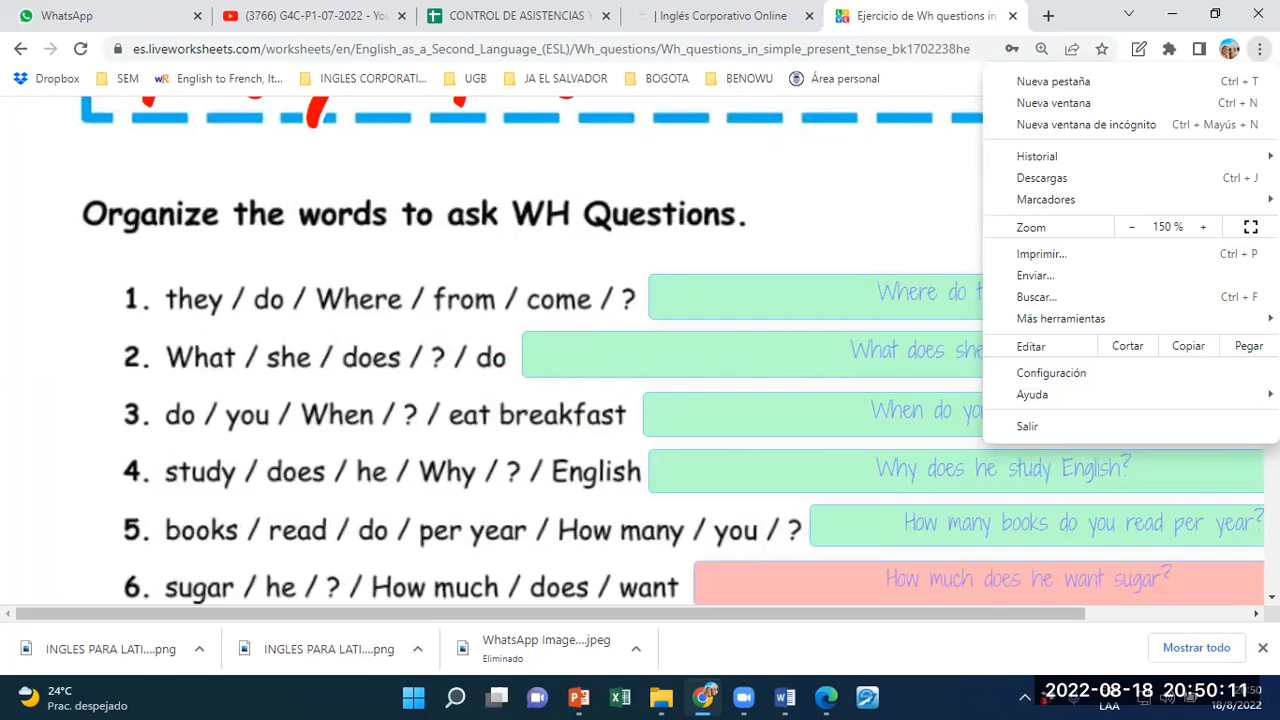 WhatsApp
(3766) G4C-P1-07-2022 - Yo
CONTROL DE ASISTENCIAS Y
| Inglés Corporativo Online
Ejercicio de Wh questions in
es.liveworksheets.com/worksheets/en/English_as_a_Second_Language_(ESL)/Wh_questions/Wh_questions_in_simple_present_tense_bk1702238he
Dropbox
SEM
English to French, It...
INGLES CORPORATI...
UGB
JA EL SALVADOR
BOGOTA
BENOWU
Área personal
Nueva pestaña Ctrl + T
Nueva ventana Ctrl + N
Nueva ventana de incógnito Ctrl + Mayús + N
Historial
Descargas Ctrl + J
Marcadores
Zoom - 150 % +
Imprimir... Ctrl + P
Enviar...
Buscar... Ctrl + F
Más herramientas
Editar Cortar Copiar Pegar
Configuración
Ayuda
Salir
Organize the words to ask WH Questions.
1. they / do / Where / from / come / ? Where do t
2. What / she / does / ? / do What does she
3. do / you / When / ? / eat breakfast When do yo
4. study / does / he / Why / ? / English Why does he study English?
5. books / read / do / per year / How many / you / ? How many books do you read per year?
6. sugar / he / ? / How much / does / want How much does he want sugar?
INGLES PARA LATI....png
INGLES PARA LATI....png
WhatsApp Image....jpeg
Eliminado
Mostrar todo
24°C
Prac. despejado
LAA
2022-08-18 20:50:11
18/8/2022